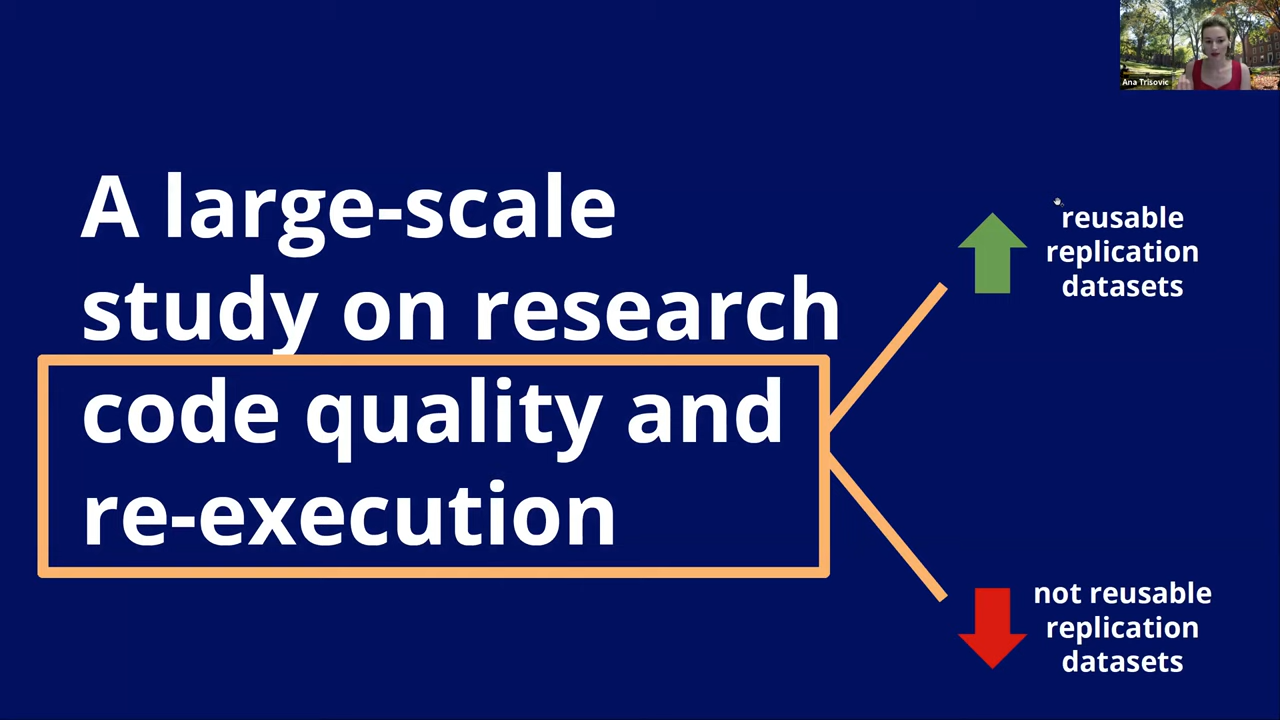 Ana Trisovic
A large-scale
study on research
code quality and
re-execution
reusable
replication
datasets
not reusable
replication
datasets